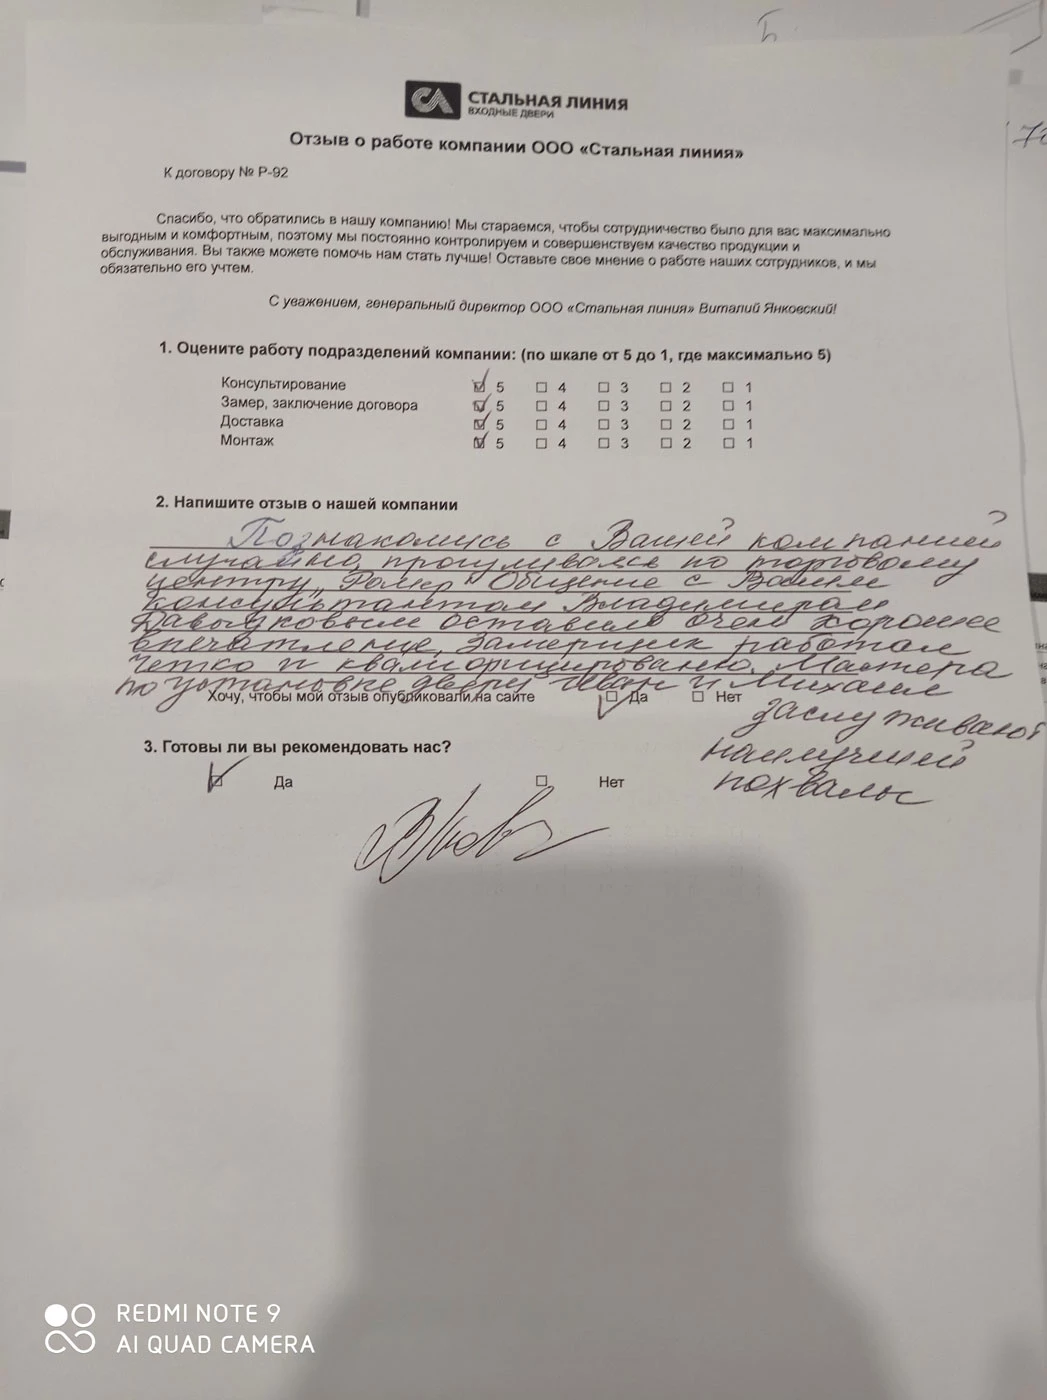 СТАЛЬНАЯ ЛИНИЯ
ВХОДНЫЕ ДВЕРИ
Отзыв о работе компании ООО «Стальная линия»
К договору № Р-92
Спасибо, что обратились в нашу компанию! Мы стараемся, чтобы сотрудничество было для вас максимально
выгодным и комфортным, поэтому мы постоянно контролируем и совершенствуем качество продукции и
обслуживания. Вы также можете помочь нам стать лучше! Оставьте свое мнение о работе наших сотрудников, и мы
обязательно его учтем.
С уважением, генеральный директор ООО «Стальная линия» Виталий Янковский!
1. Оцените работу подразделений компании: (по шкале от 5 до 1, где максимально 5)
Консультирование 5 4 3 2 1
Замер, заключение договора 5 4 3 2 1
Доставка 5 4 3 2 1
Монтаж 5 4 3 2 1
2. Напишите отзыв о нашей компании
Познакомись с Вашей компанией
случайно, прогуливаясь по торговому
центру „Ролир" Общение с Вашим
консультантом Владимиром
Давыдковым оставило очен хорошее
впечатление. Замерщик работал
четко и квалифицированно. Мастера
по установке двери Иван и Михаил
Хочу, чтобы мой отзыв опубликовали на сайте Да Нет
заслуживают
наилучшей
похвалы
3. Готовы ли вы рекомендовать нас?
Да Нет
REDMI NOTE 9
AI QUAD CAMERA